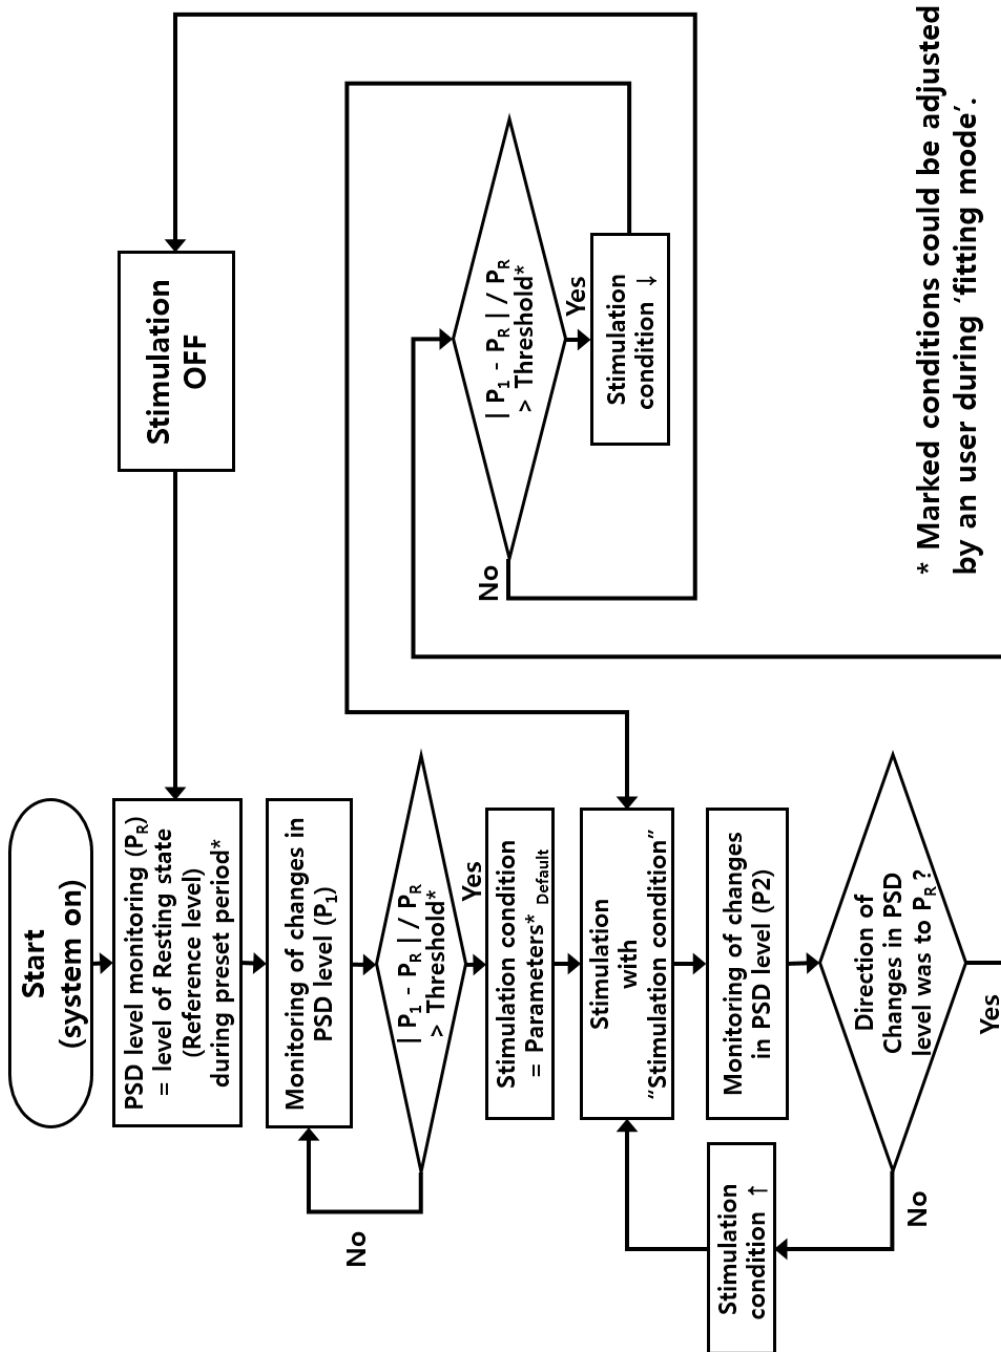 Start
(system on)
PSD level monitoring (P_R)
= level of Resting state
(Reference level)
during preset period*
Monitoring of changes in
PSD level (P_1)
| P_1 - P_R | / P_R
> Threshold*
No
Yes
Stimulation condition
= Parameters* Default
Stimulation
with
“Stimulation condition”
Monitoring of changes
in PSD level (P2)
Direction of
Changes in PSD
level was to P_R ?
No
Yes
Stimulation
condition ↑
Stimulation
OFF
| P_1 - P_R | / P_R
> Threshold*
No
Yes
Stimulation
condition ↓
* Marked conditions could be adjusted
by an user during ‘fitting mode’.